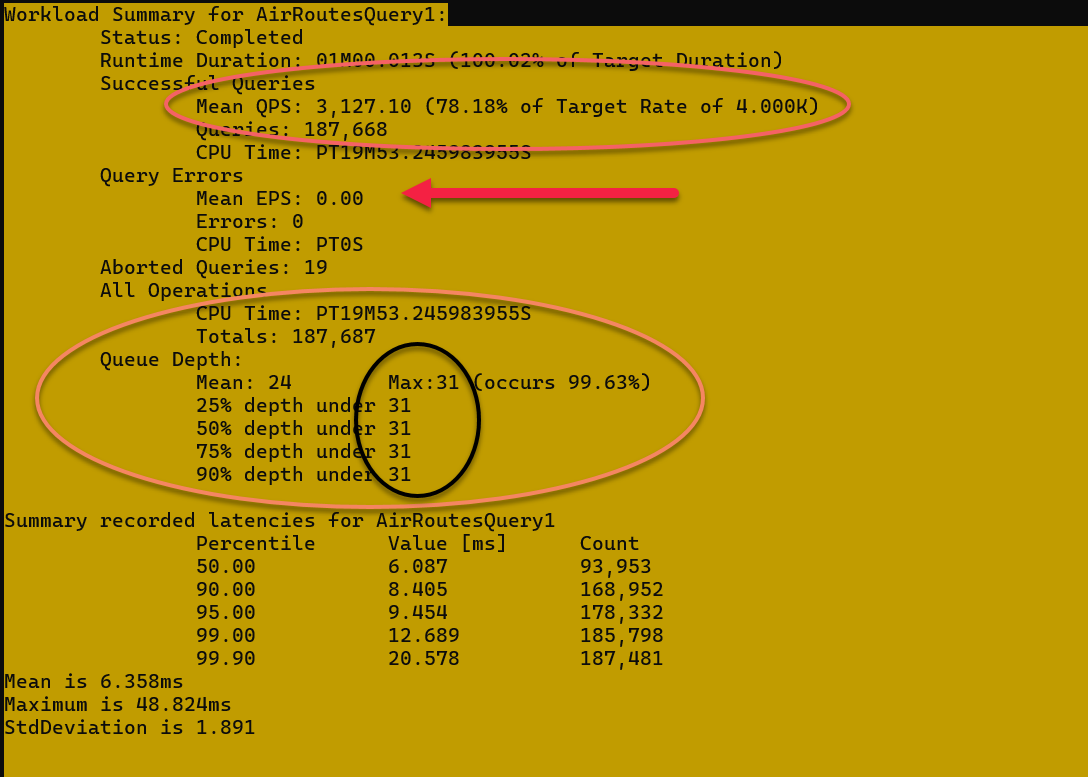 Workload Summary for AirRoutesQuery1:
Status: Completed
Runtime Duration: 01M00.013S (100.02% of Target Duration)
Successful Queries
Mean QPS: 3,127.10 (78.18% of Target Rate of 4.000K)
Queries: 187,668
CPU Time: PT19M53.245983955S
Query Errors
Mean EPS: 0.00
Errors: 0
CPU Time: PT0S
Aborted Queries: 19
All Operations
CPU Time: PT19M53.245983955S
Totals: 187,687
Queue Depth:
Mean: 24 Max:31 (occurs 99.63%)
25% depth under 31
50% depth under 31
75% depth under 31
90% depth under 31
Summary recorded latencies for AirRoutesQuery1
Percentile Value [ms] Count
50.00 6.087 93,953
90.00 8.405 168,952
95.00 9.454 178,332
99.00 12.689 185,798
99.90 20.578 187,481
Mean is 6.358ms
Maximum is 48.824ms
StdDeviation is 1.891